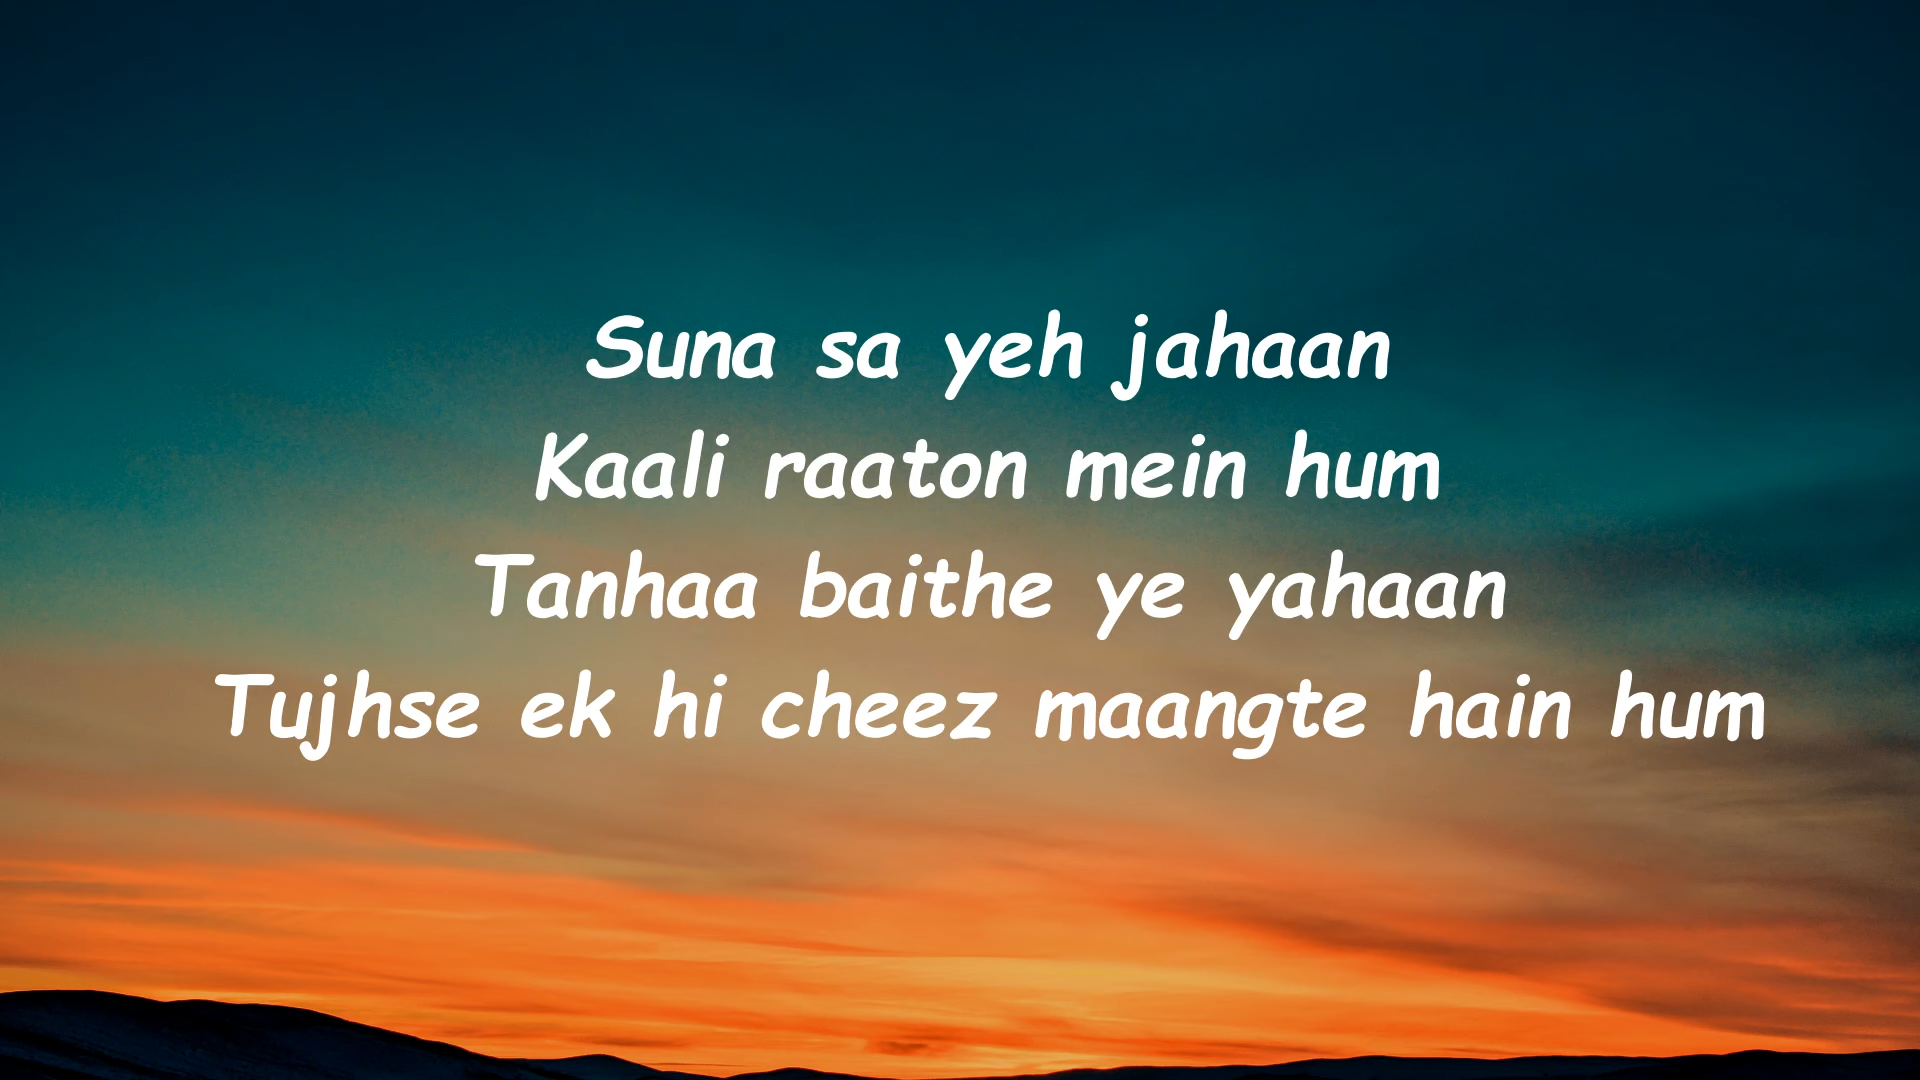 Suna sa yeh jahaan
Kaali raaton mein hum
Tanhaa baithe ye yahaan
Tujhse ek hi cheez maangte hain hum